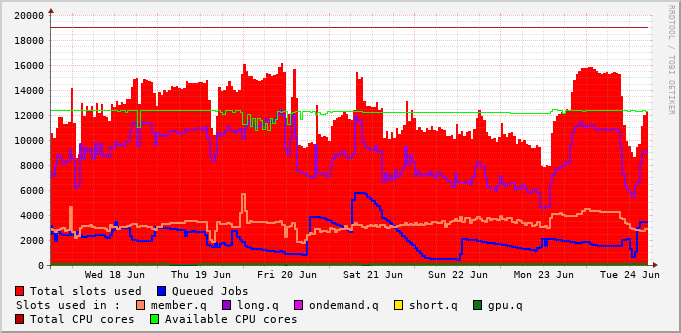 20000
18000
16000
14000
12000
10000
8000
6000
4000
2000
0
Wed 18 Jun Thu 19 Jun Fri 20 Jun Sat 21 Jun Sun 22 Jun Mon 23 Jun Tue 24 Jun
RRDTOOL / TOBI OETIKER
Total slots used Queued Jobs
Slots used in : member.q long.q ondemand.q short.q gpu.q
Total CPU cores Available CPU cores